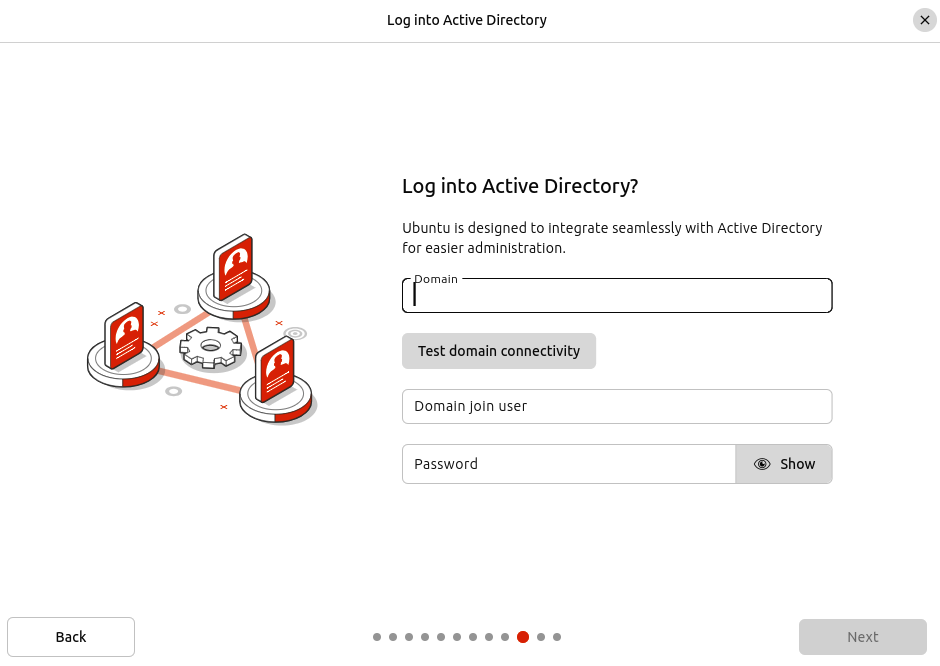 Log into Active Directory
Log into Active Directory?
Ubuntu is designed to integrate seamlessly with Active Directory
for easier administration.
Domain
Test domain connectivity
Domain join user
Password
Show
Back
Next